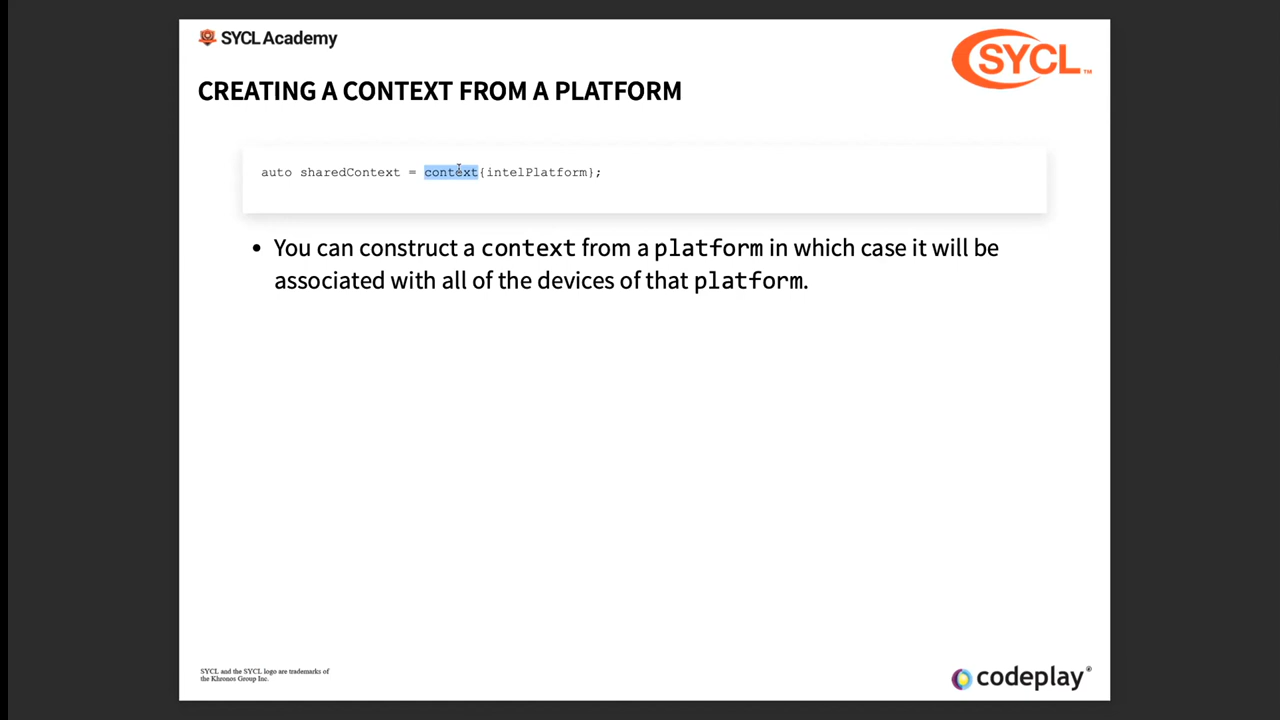 SYCL Academy
SYCL™
CREATING A CONTEXT FROM A PLATFORM
auto sharedContext = context{intelPlatform};
• You can construct a context from a platform in which case it will be
associated with all of the devices of that platform.
SYCL and the SYCL logo are trademarks of
the Khronos Group Inc.
codeplay®